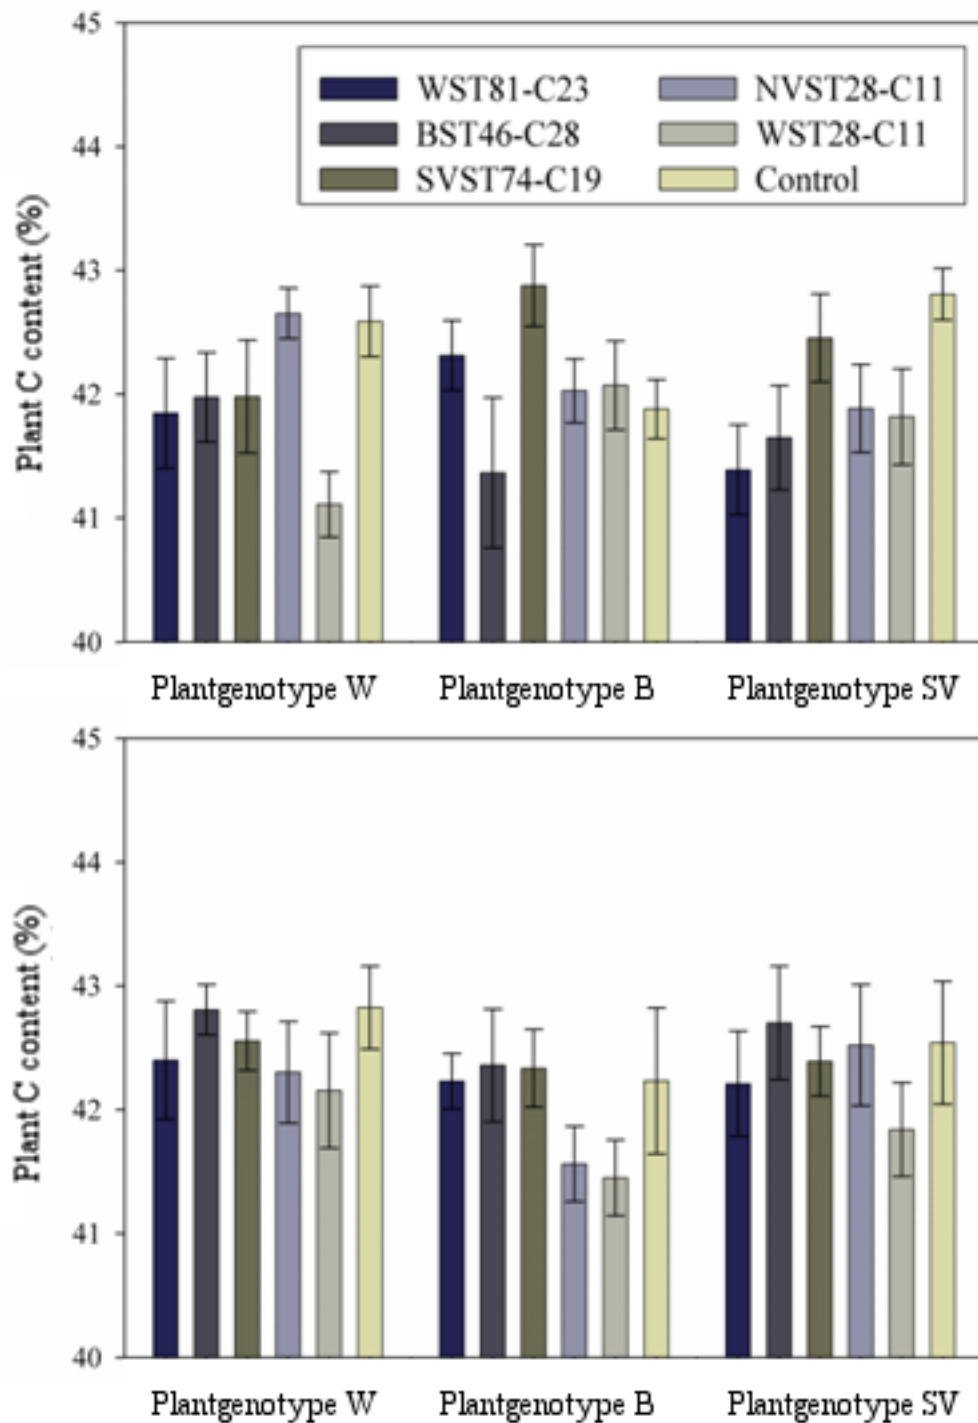 45
44
43
42
41
40
Plant C content (%)
WST81-C23
NVST28-C11
BST46-C28
WST28-C11
SVST74-C19
Control
Plantgenotype W
Plantgenotype B
Plantgenotype SV
45
44
43
42
41
40
Plant C content (%)
Plantgenotype W
Plantgenotype B
Plantgenotype SV